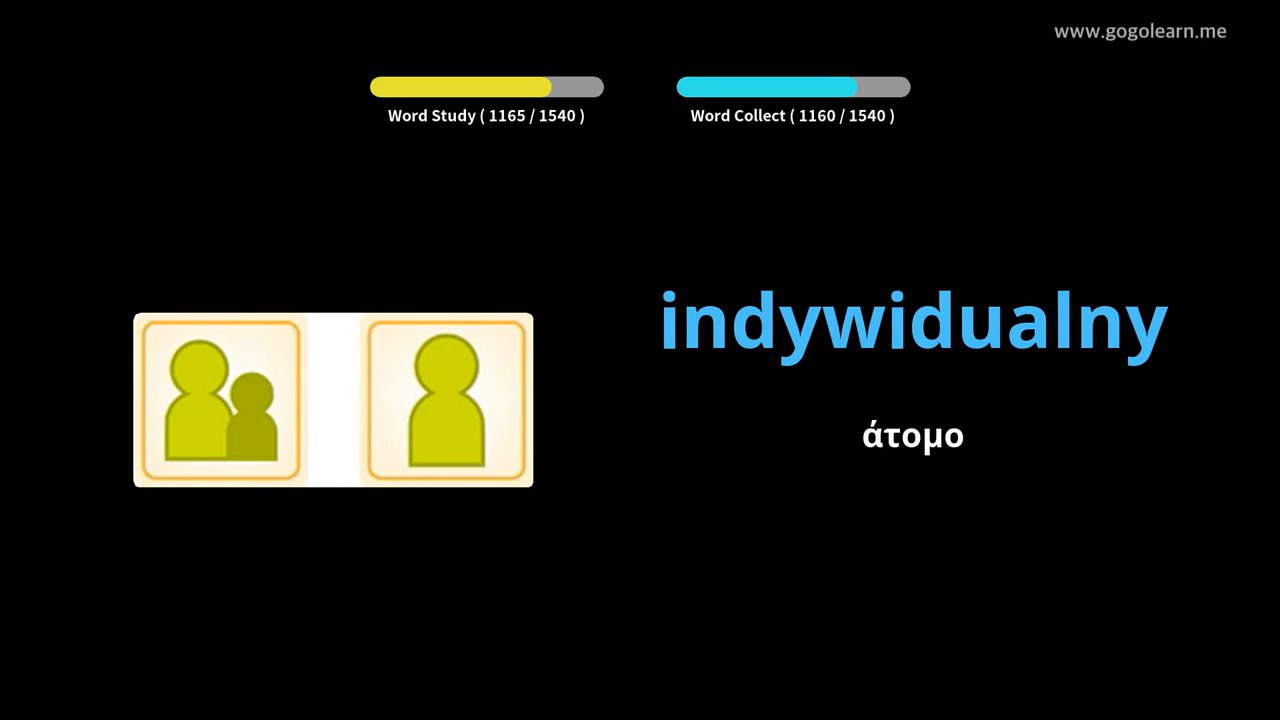 www.gogolearn.me
Word Study ( 1165 / 1540 )
Word Collect ( 1160 / 1540 )
indywidualny
άτομο